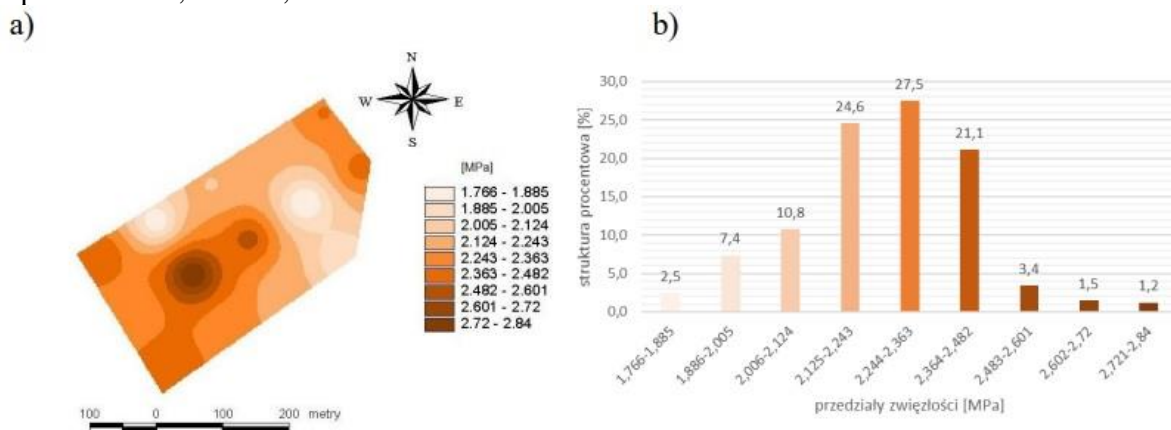 a)
N
W E
S
[MPa]
1.766 - 1.885
1.885 - 2.005
2.005 - 2.124
2.124 - 2.243
2.243 - 2.363
2.363 - 2.482
2.482 - 2.601
2.601 - 2.72
2.72 - 2.84
100 0 100 200 metry
b)
struktura procentowa [%]
30,0
25,0
20,0
15,0
10,0
5,0
0,0
2,5
7,4
10,8
24,6
27,5
21,1
3,4
1,5
1,2
1,766-1,885
1,886-2,005
2,006-2,124
2,125-2,243
2,244-2,363
2,364-2,482
2,483-2,601
2,602-2,72
2,721-2,84
przedziały zwięzłości [MPa]